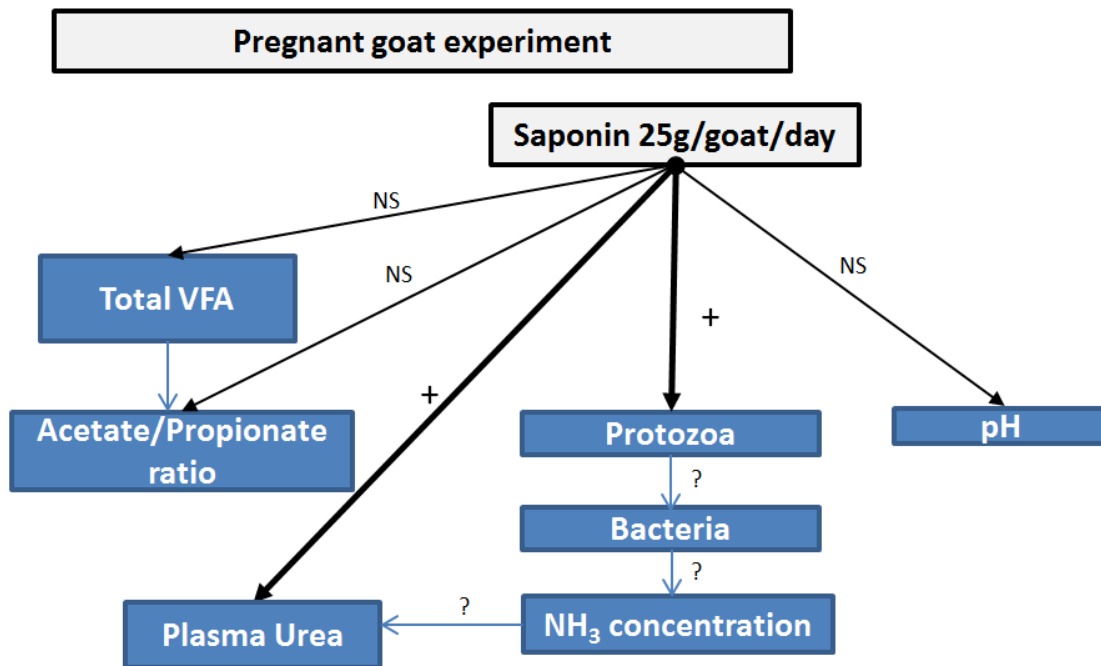 Pregnant goat experiment
Saponin 25g/goat/day
NS
NS
NS
Total VFA
+
+
Acetate/Propionate
ratio
Protozoa
pH
?
Bacteria
?
Plasma Urea
?
NH₃ concentration